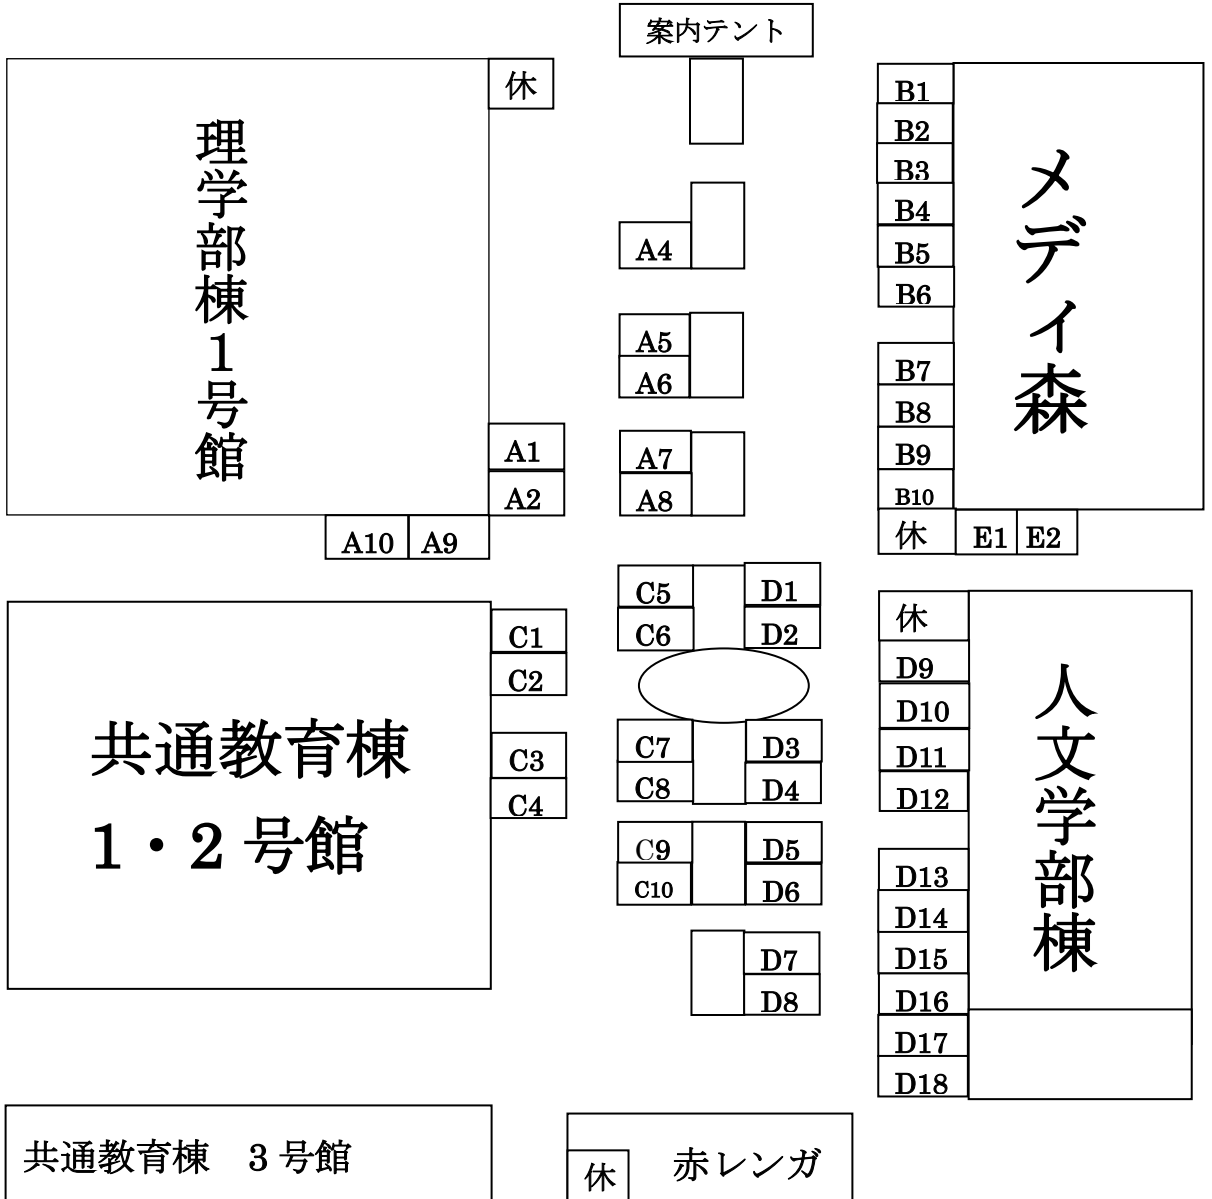 案内テント
休
理学部棟1号館
A1
A2
A10 A9
A4
A5
A6
A7
A8
B1
B2
B3
B4
B5
B6
B7
B8
B9
B10
休
E1 E2
メディ森
共通教育棟
1・2号館
C1
C2
C3
C4
C5
C6
C7
C8
C9
C10
D1
D2
D3
D4
D5
D6
D7
D8
休
D9
D10
D11
D12
D13
D14
D15
D16
D17
D18
人文学部棟
共通教育棟　3号館
休
赤レンガ